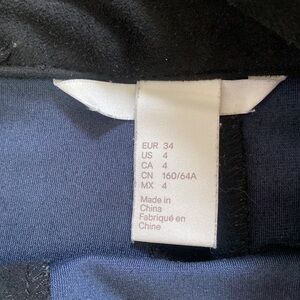 EUR 34
US 4
CA 4
CN 160/64A
MX 4
Made in
China
Fabriqué en
Chine